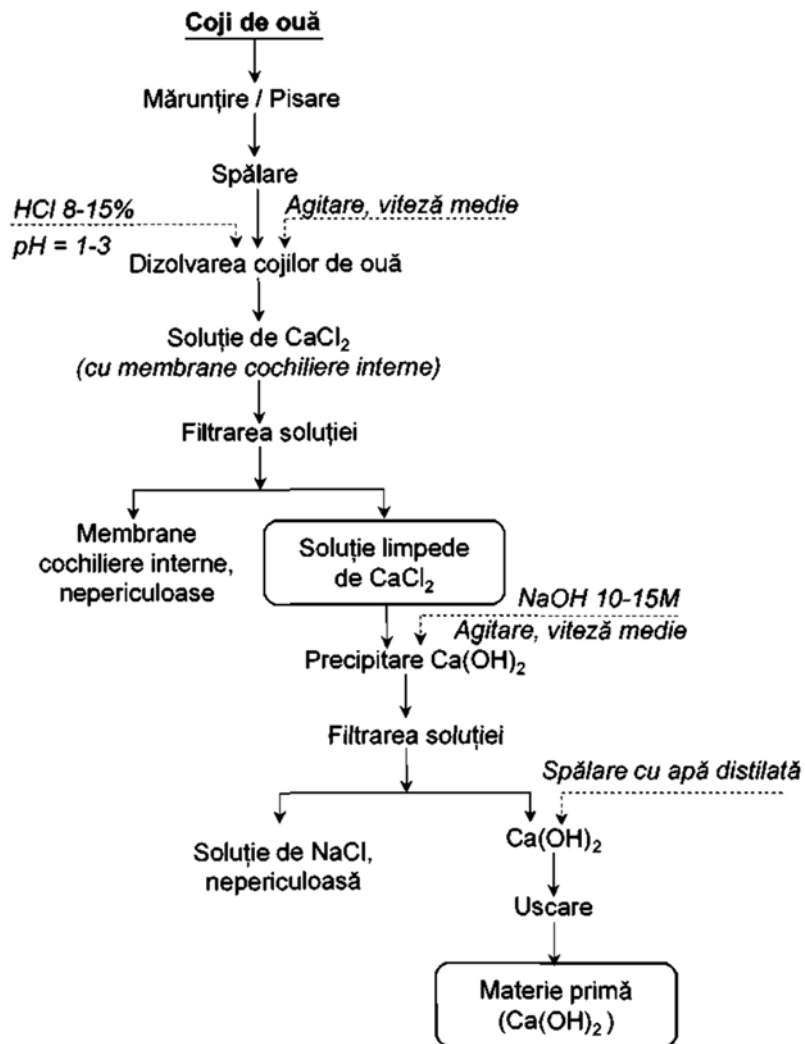 Coji de ouă
Mărunțire / Pisare
Spălare
HCl 8-15%
pH = 1-3
Agitare, viteză medie
Dizolvarea cojilor de ouă
Soluție de CaCl₂
(cu membrane cochiliere interne)
Filtrarea soluției
Membrane
cochiliere interne,
nepericuloase
Soluție limpede
de CaCl₂
NaOH 10-15M
Agitare, viteză medie
Precipitare Ca(OH)₂
Filtrarea soluției
Spălare cu apă distilată
Soluție de NaCl,
nepericuloasă
Ca(OH)₂
Uscare
Materie primă
(Ca(OH)₂)